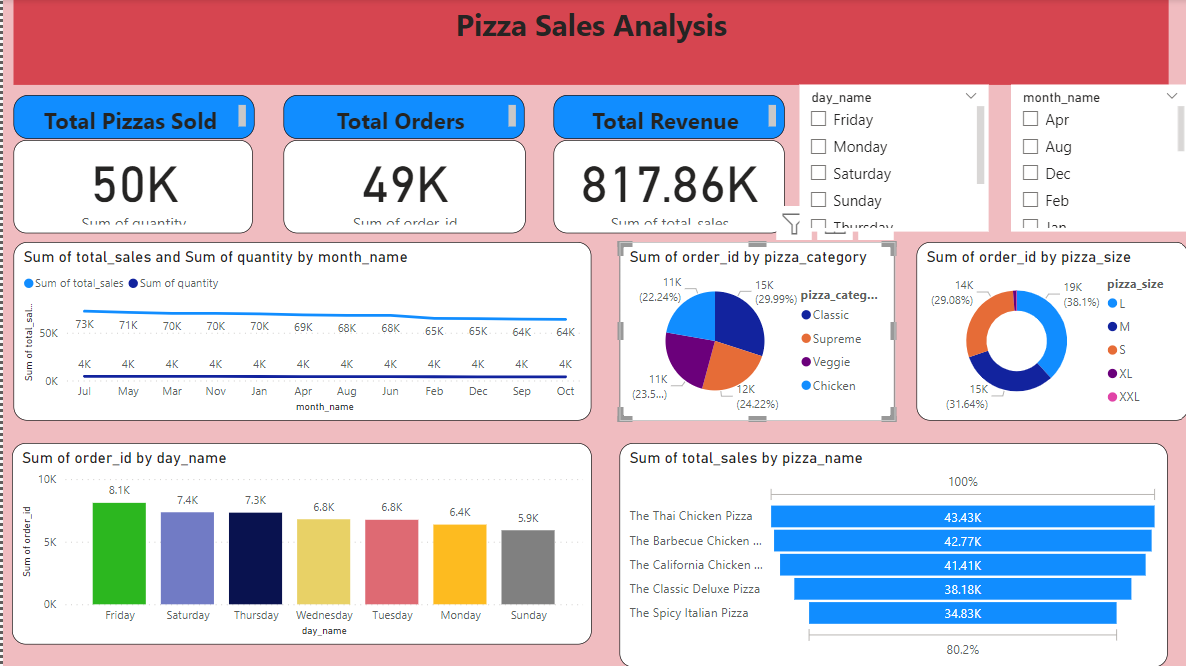 Pizza Sales Analysis
Total Pizzas Sold
50K
Sum of quantity
Total Orders
49K
Sum of order_id
Total Revenue
817.86K
Sum of total_sales
day_name
Friday
Monday
Saturday
Sunday
Thursday
month_name
Apr
Aug
Dec
Feb
Jan
Sum of total_sales and Sum of quantity by month_name
Sum of total_sales Sum of quantity
Sum of total_sal...
50K
0K
73K 71K 70K 70K 70K 69K 68K 68K 65K 65K 64K 64K
4K 4K 4K 4K 4K 4K 4K 4K 4K 4K 4K 4K
Jul May Mar Nov Jan Apr Aug Jun Feb Dec Sep Oct
month_name
Sum of order_id by pizza_category
11K
(22.24%)
15K
(29.99%)
11K
(23.5...)
12K
(24.22%)
pizza_categ...
Classic
Supreme
Veggie
Chicken
Sum of order_id by pizza_size
14K
(29.08%)
19K
(38.1%)
15K
(31.64%)
pizza_size
L
M
S
XL
XXL
Sum of order_id by day_name
Sum of order_id
10K
5K
0K
8.1K 7.4K 7.3K 6.8K 6.8K 6.4K 5.9K
Friday Saturday Thursday Wednesday Tuesday Monday Sunday
day_name
Sum of total_sales by pizza_name
100%
The Thai Chicken Pizza 43.43K
The Barbecue Chicken ... 42.77K
The California Chicken ... 41.41K
The Classic Deluxe Pizza 38.18K
The Spicy Italian Pizza 34.83K
80.2%